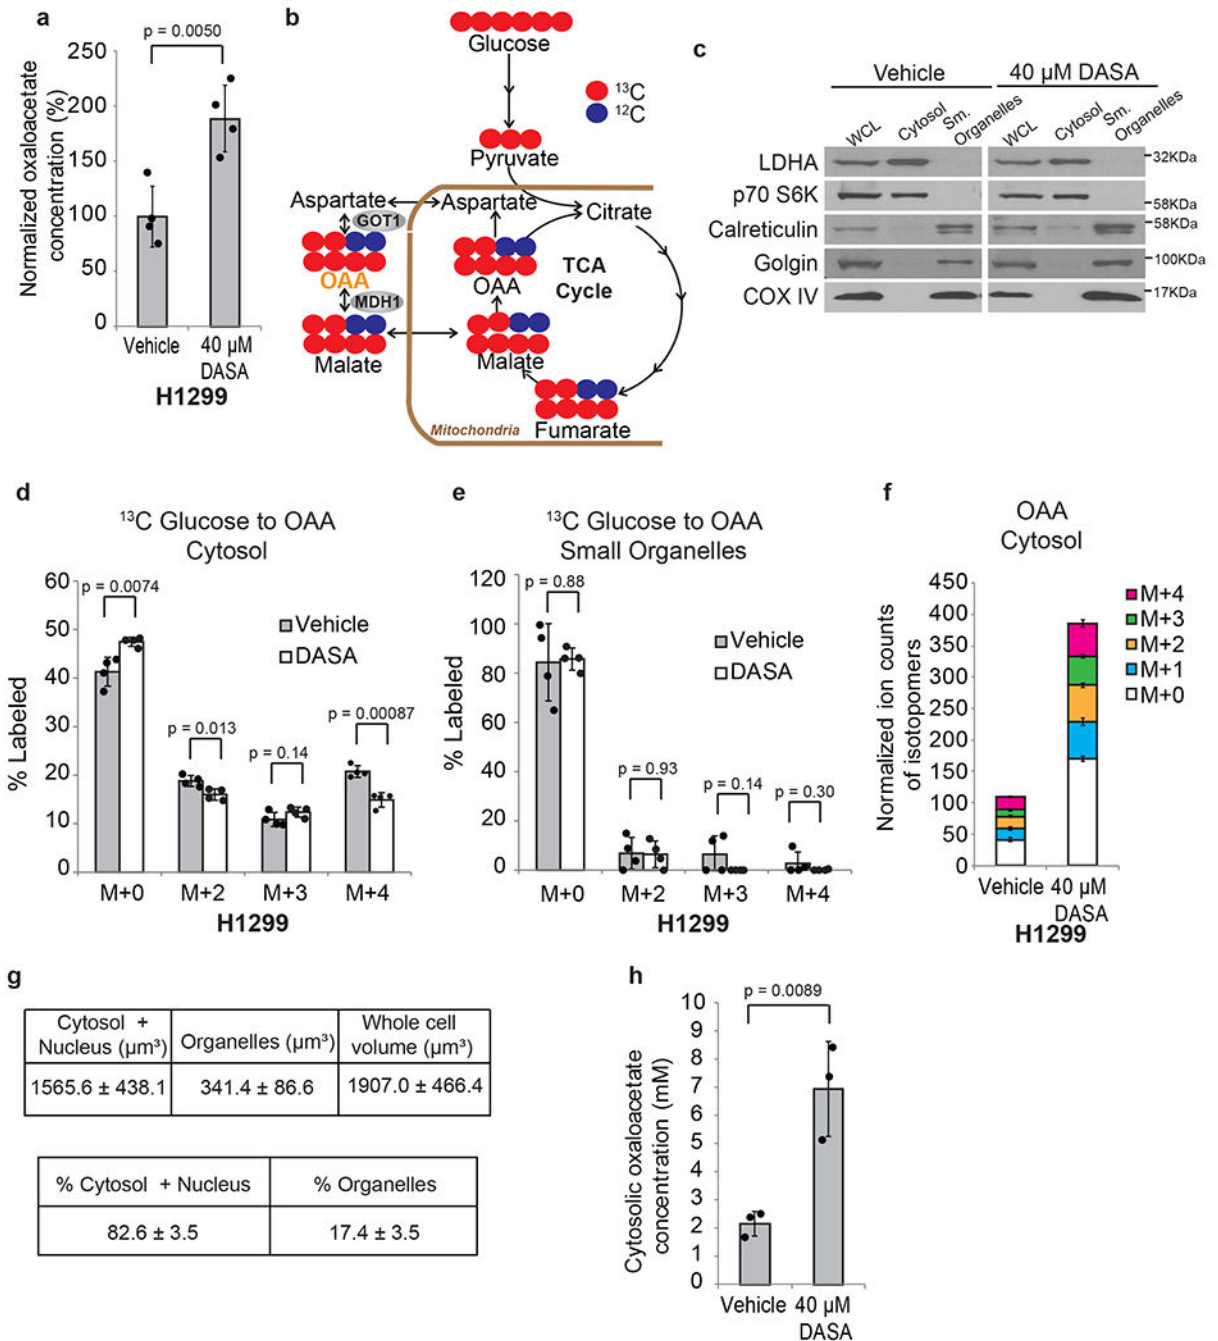 a
p = 0.0050
Normalized oxaloacetate
concentration (%)
250
200
150
100
50
0
Vehicle
40 µM
DASA
H1299
b
Glucose
13C
12C
Pyruvate
Aspartate
Aspartate
Citrate
GOT1
OAA
OAA
TCA
Cycle
MDH1
Malate
Malate
Mitochondria
Fumarate
c
Vehicle
40 µM DASA
WCL
Cytosol
Sm.
Organelles
WCL
Cytosol
Sm.
Organelles
LDHA
32KDa
p70 S6K
58KDa
Calreticulin
58KDa
Golgin
100KDa
COX IV
17KDa
d
13C Glucose to OAA
Cytosol
% Labeled
60
50
40
30
20
10
0
p = 0.0074
p = 0.013
p = 0.14
p = 0.00087
Vehicle
DASA
M+0
M+2
M+3
M+4
H1299
e
13C Glucose to OAA
Small Organelles
% Labeled
120
100
80
60
40
20
0
p = 0.88
p = 0.93
p = 0.14
p = 0.30
Vehicle
DASA
M+0
M+2
M+3
M+4
H1299
f
OAA
Cytosol
Normalized ion counts
of isotopomers
450
400
350
300
250
200
150
100
50
0
M+4
M+3
M+2
M+1
M+0
Vehicle
40 µM
DASA
H1299
g
Cytosol + Nucleus (µm³)
Organelles (µm³)
Whole cell volume (µm³)
1565.6 ± 438.1
341.4 ± 86.6
1907.0 ± 466.4
% Cytosol + Nucleus
% Organelles
82.6 ± 3.5
17.4 ± 3.5
h
p = 0.0089
Cytosolic oxaloacetate
concentration (mM)
10
9
8
7
6
5
4
3
2
1
0
Vehicle
40 µM
DASA